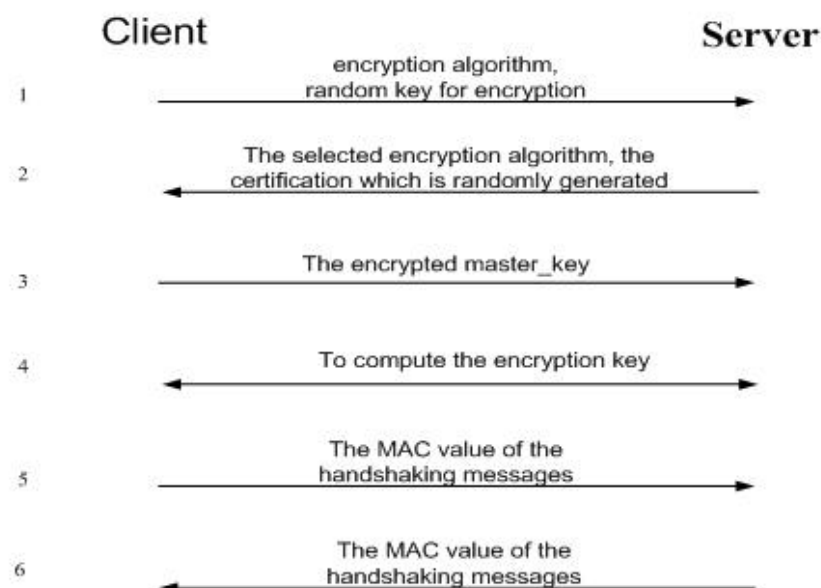 Client
Server
1
encryption algorithm,
random key for encryption
2
The selected encryption algorithm, the
certification which is randomly generated
3
The encrypted master_key
4
To compute the encryption key
5
The MAC value of the
handshaking messages
6
The MAC value of the
handshaking messages